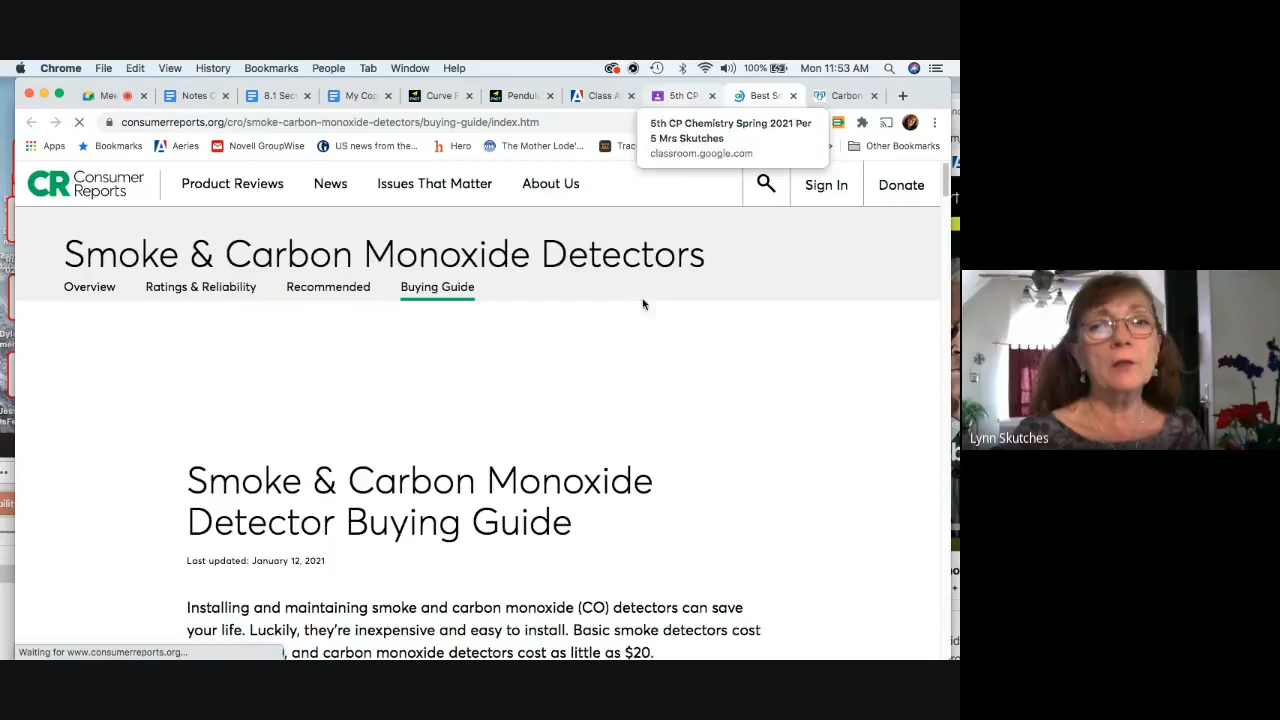 Chrome File Edit View History Bookmarks People Tab Window Help
100%
Mon 11:53 AM
Notes C
8.1 Sec
My Co
Curve F
Pendul
Class A
5th CP
Best Sr
Carbon
consumerreports.org/cro/smoke-carbon-monoxide-detectors/buying-guide/index.htm
5th CP Chemistry Spring 2021 Per
5 Mrs Skutches
classroom.google.com
Apps
Bookmarks
Aeries
Novell GroupWise
US news from the...
Hero
The Mother Lode'...
Trac
Other Bookmarks
CR Consumer
Reports
Product Reviews
News
Issues That Matter
About Us
Sign In
Donate
Smoke & Carbon Monoxide Detectors
Overview
Ratings & Reliability
Recommended
Buying Guide
Smoke & Carbon Monoxide
Detector Buying Guide
Last updated: January 12, 2021
Installing and maintaining smoke and carbon monoxide (CO) detectors can save
your life. Luckily, they're inexpensive and easy to install. Basic smoke detectors cost
, and carbon monoxide detectors cost as little as $20.
Waiting for www.consumerreports.org...
Lynn Skutches